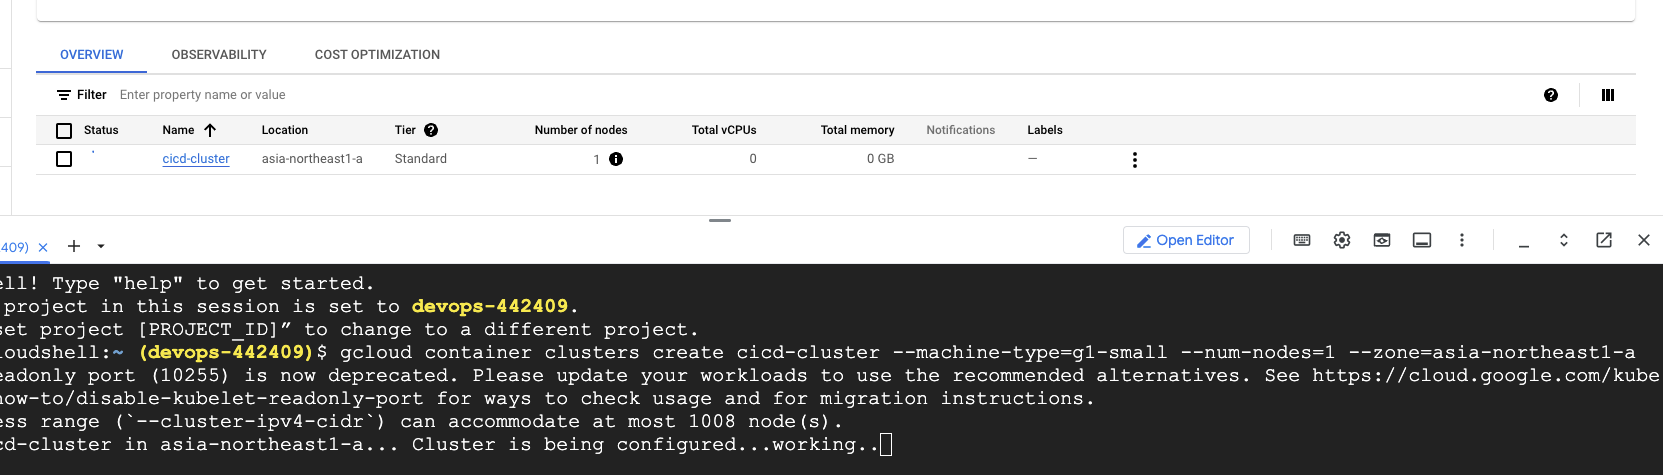 OVERVIEW OBSERVABILITY COST OPTIMIZATION
Filter Enter property name or value
Status Name Location Tier Number of nodes Total vCPUs Total memory Notifications Labels
cicd-cluster asia-northeast1-a Standard 1 0 0 GB —
409) Open Editor
ell! Type "help" to get started.
project in this session is set to devops-442409.
set project [PROJECT_ID]” to change to a different project.
loudshell:~ (devops-442409)$ gcloud container clusters create cicd-cluster --machine-type=g1-small --num-nodes=1 --zone=asia-northeast1-a
eadonly port (10255) is now deprecated. Please update your workloads to use the recommended alternatives. See https://cloud.google.com/kube
how-to/disable-kubelet-readonly-port for ways to check usage and for migration instructions.
ess range (`--cluster-ipv4-cidr`) can accommodate at most 1008 node(s).
cd-cluster in asia-northeast1-a... Cluster is being configured...working..